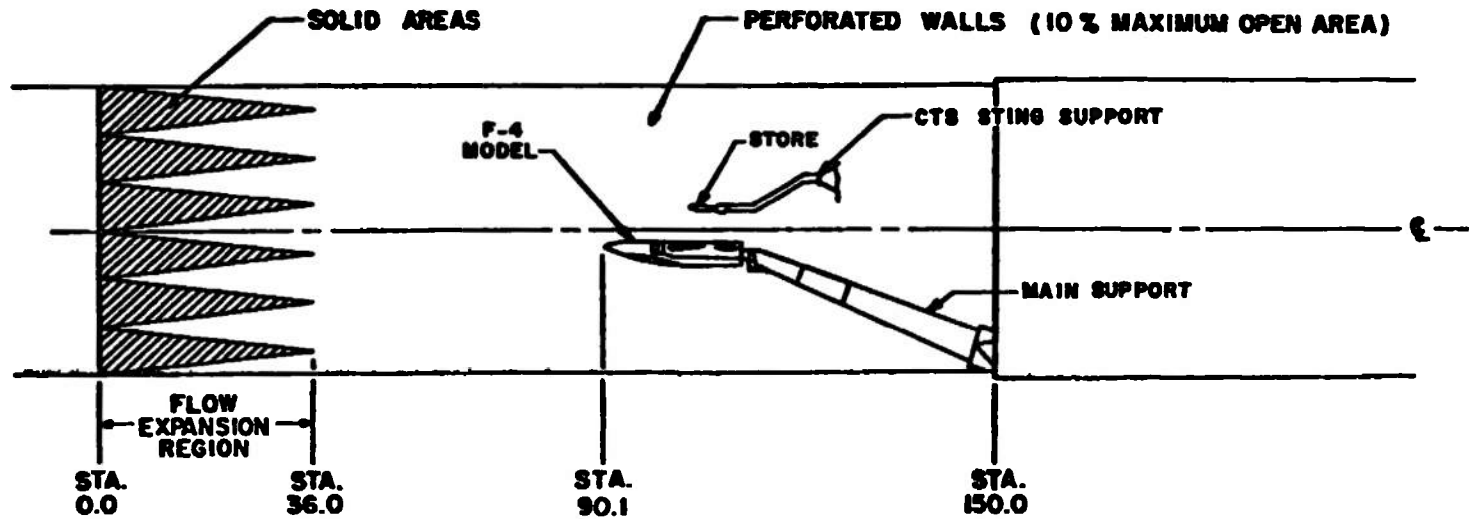 SOLID AREAS
PERFORATED WALLS (10 % MAXIMUM OPEN AREA)
CTS STING SUPPORT
F-4
MODEL
STORE
℄
MAIN SUPPORT
FLOW
EXPANSION
REGION
STA.
0.0
STA.
36.0
STA.
90.1
STA.
150.0